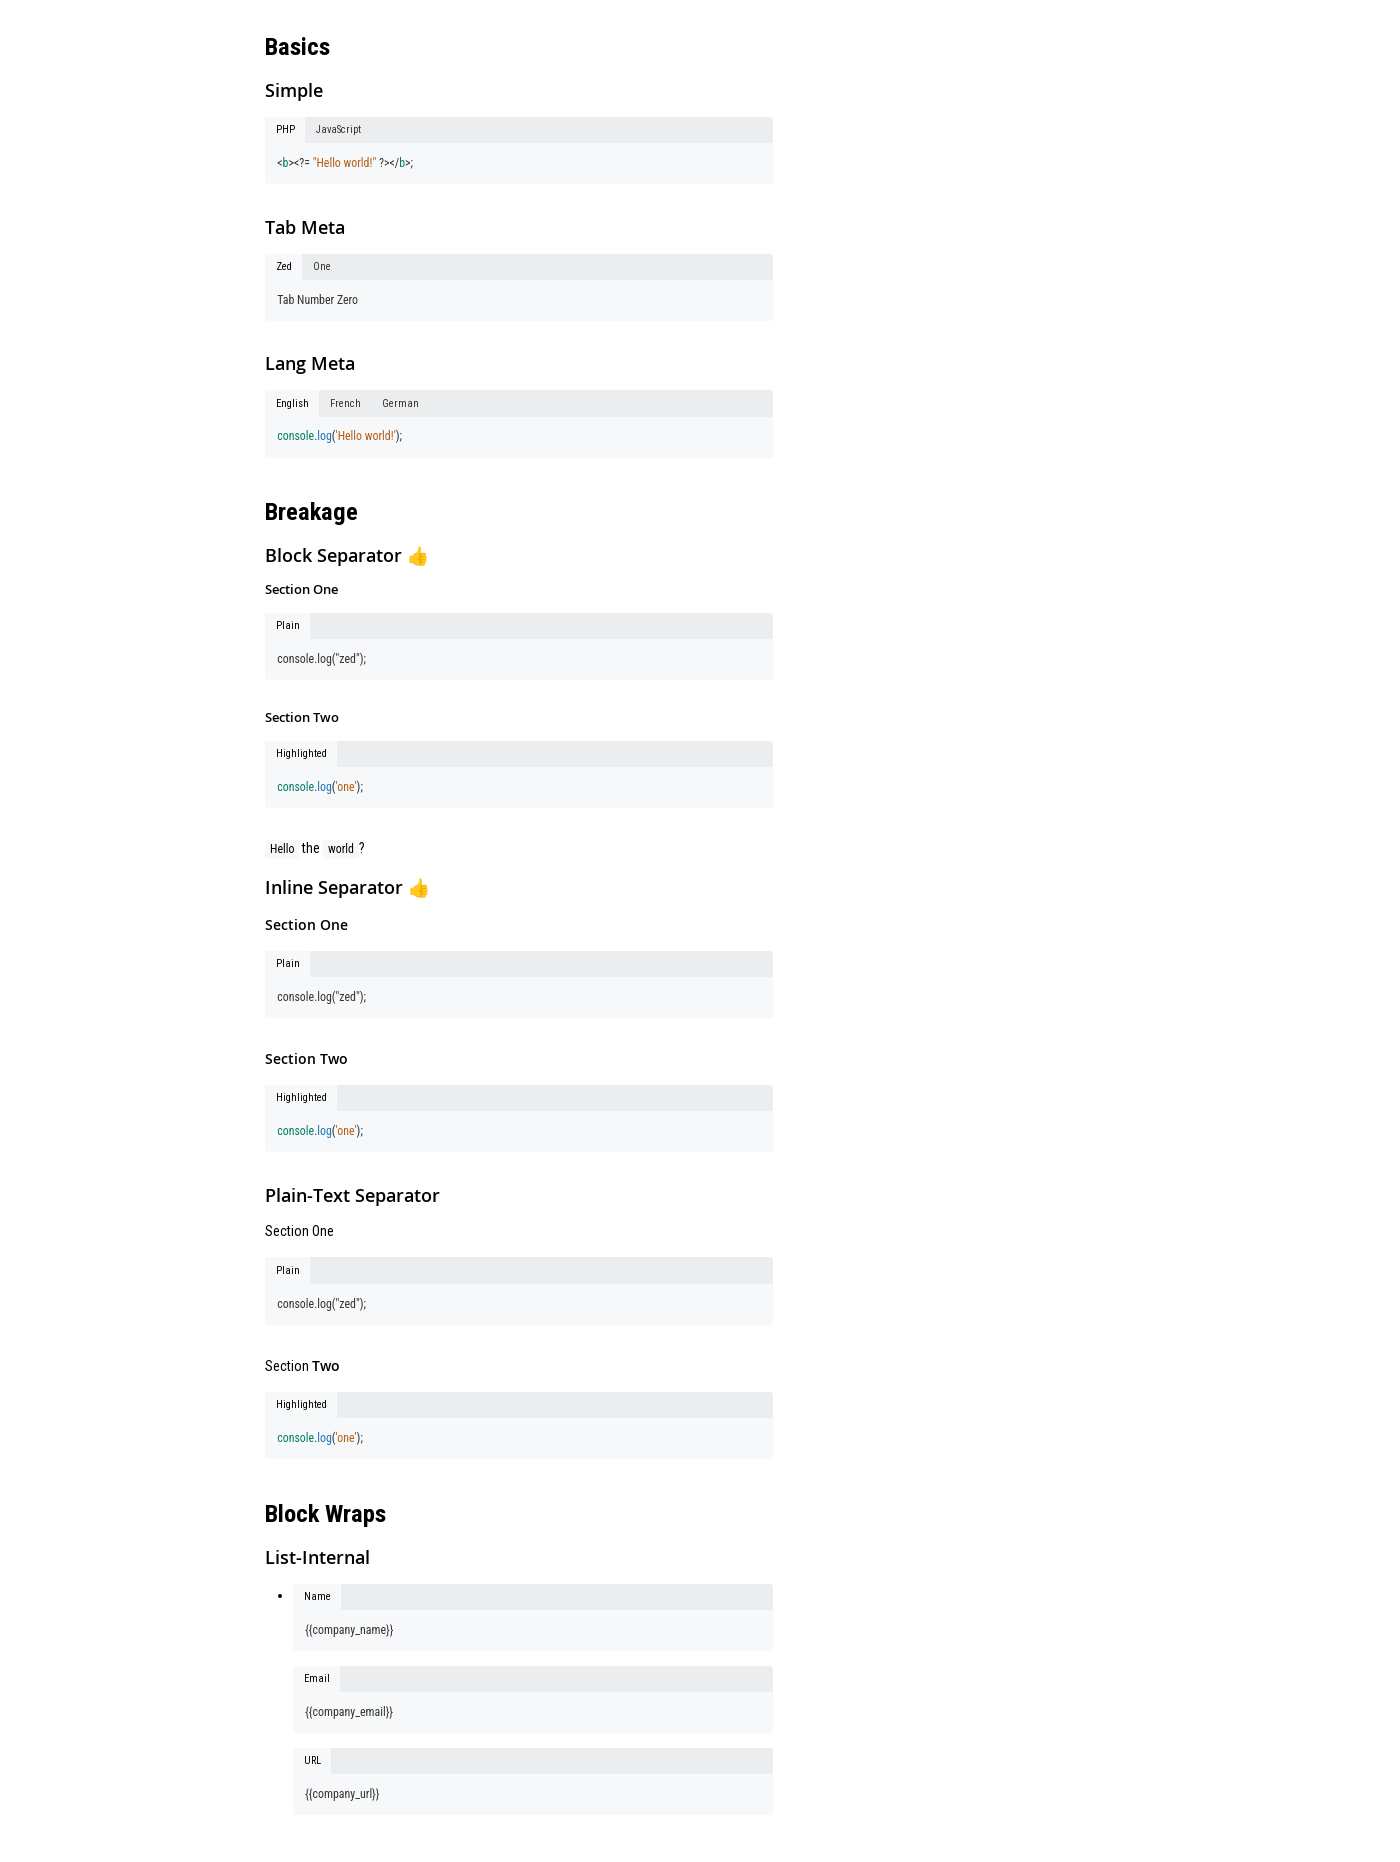 Basics
Simple
PHP JavaScript
<b><?= "Hello world!" ?></b>;
Tab Meta
Zed One
Tab Number Zero
Lang Meta
English French German
console.log('Hello world!');
Breakage
Block Separator 👍
Section One
Plain
console.log("zed");
Section Two
Highlighted
console.log('one');
Hello the world?
Inline Separator 👍
Section One
Plain
console.log("zed");
Section Two
Highlighted
console.log('one');
Plain-Text Separator
Section One
Plain
console.log("zed");
Section Two
Highlighted
console.log('one');
Block Wraps
List-Internal
• Name
{{company_name}}
Email
{{company_email}}
URL
{{company_url}}